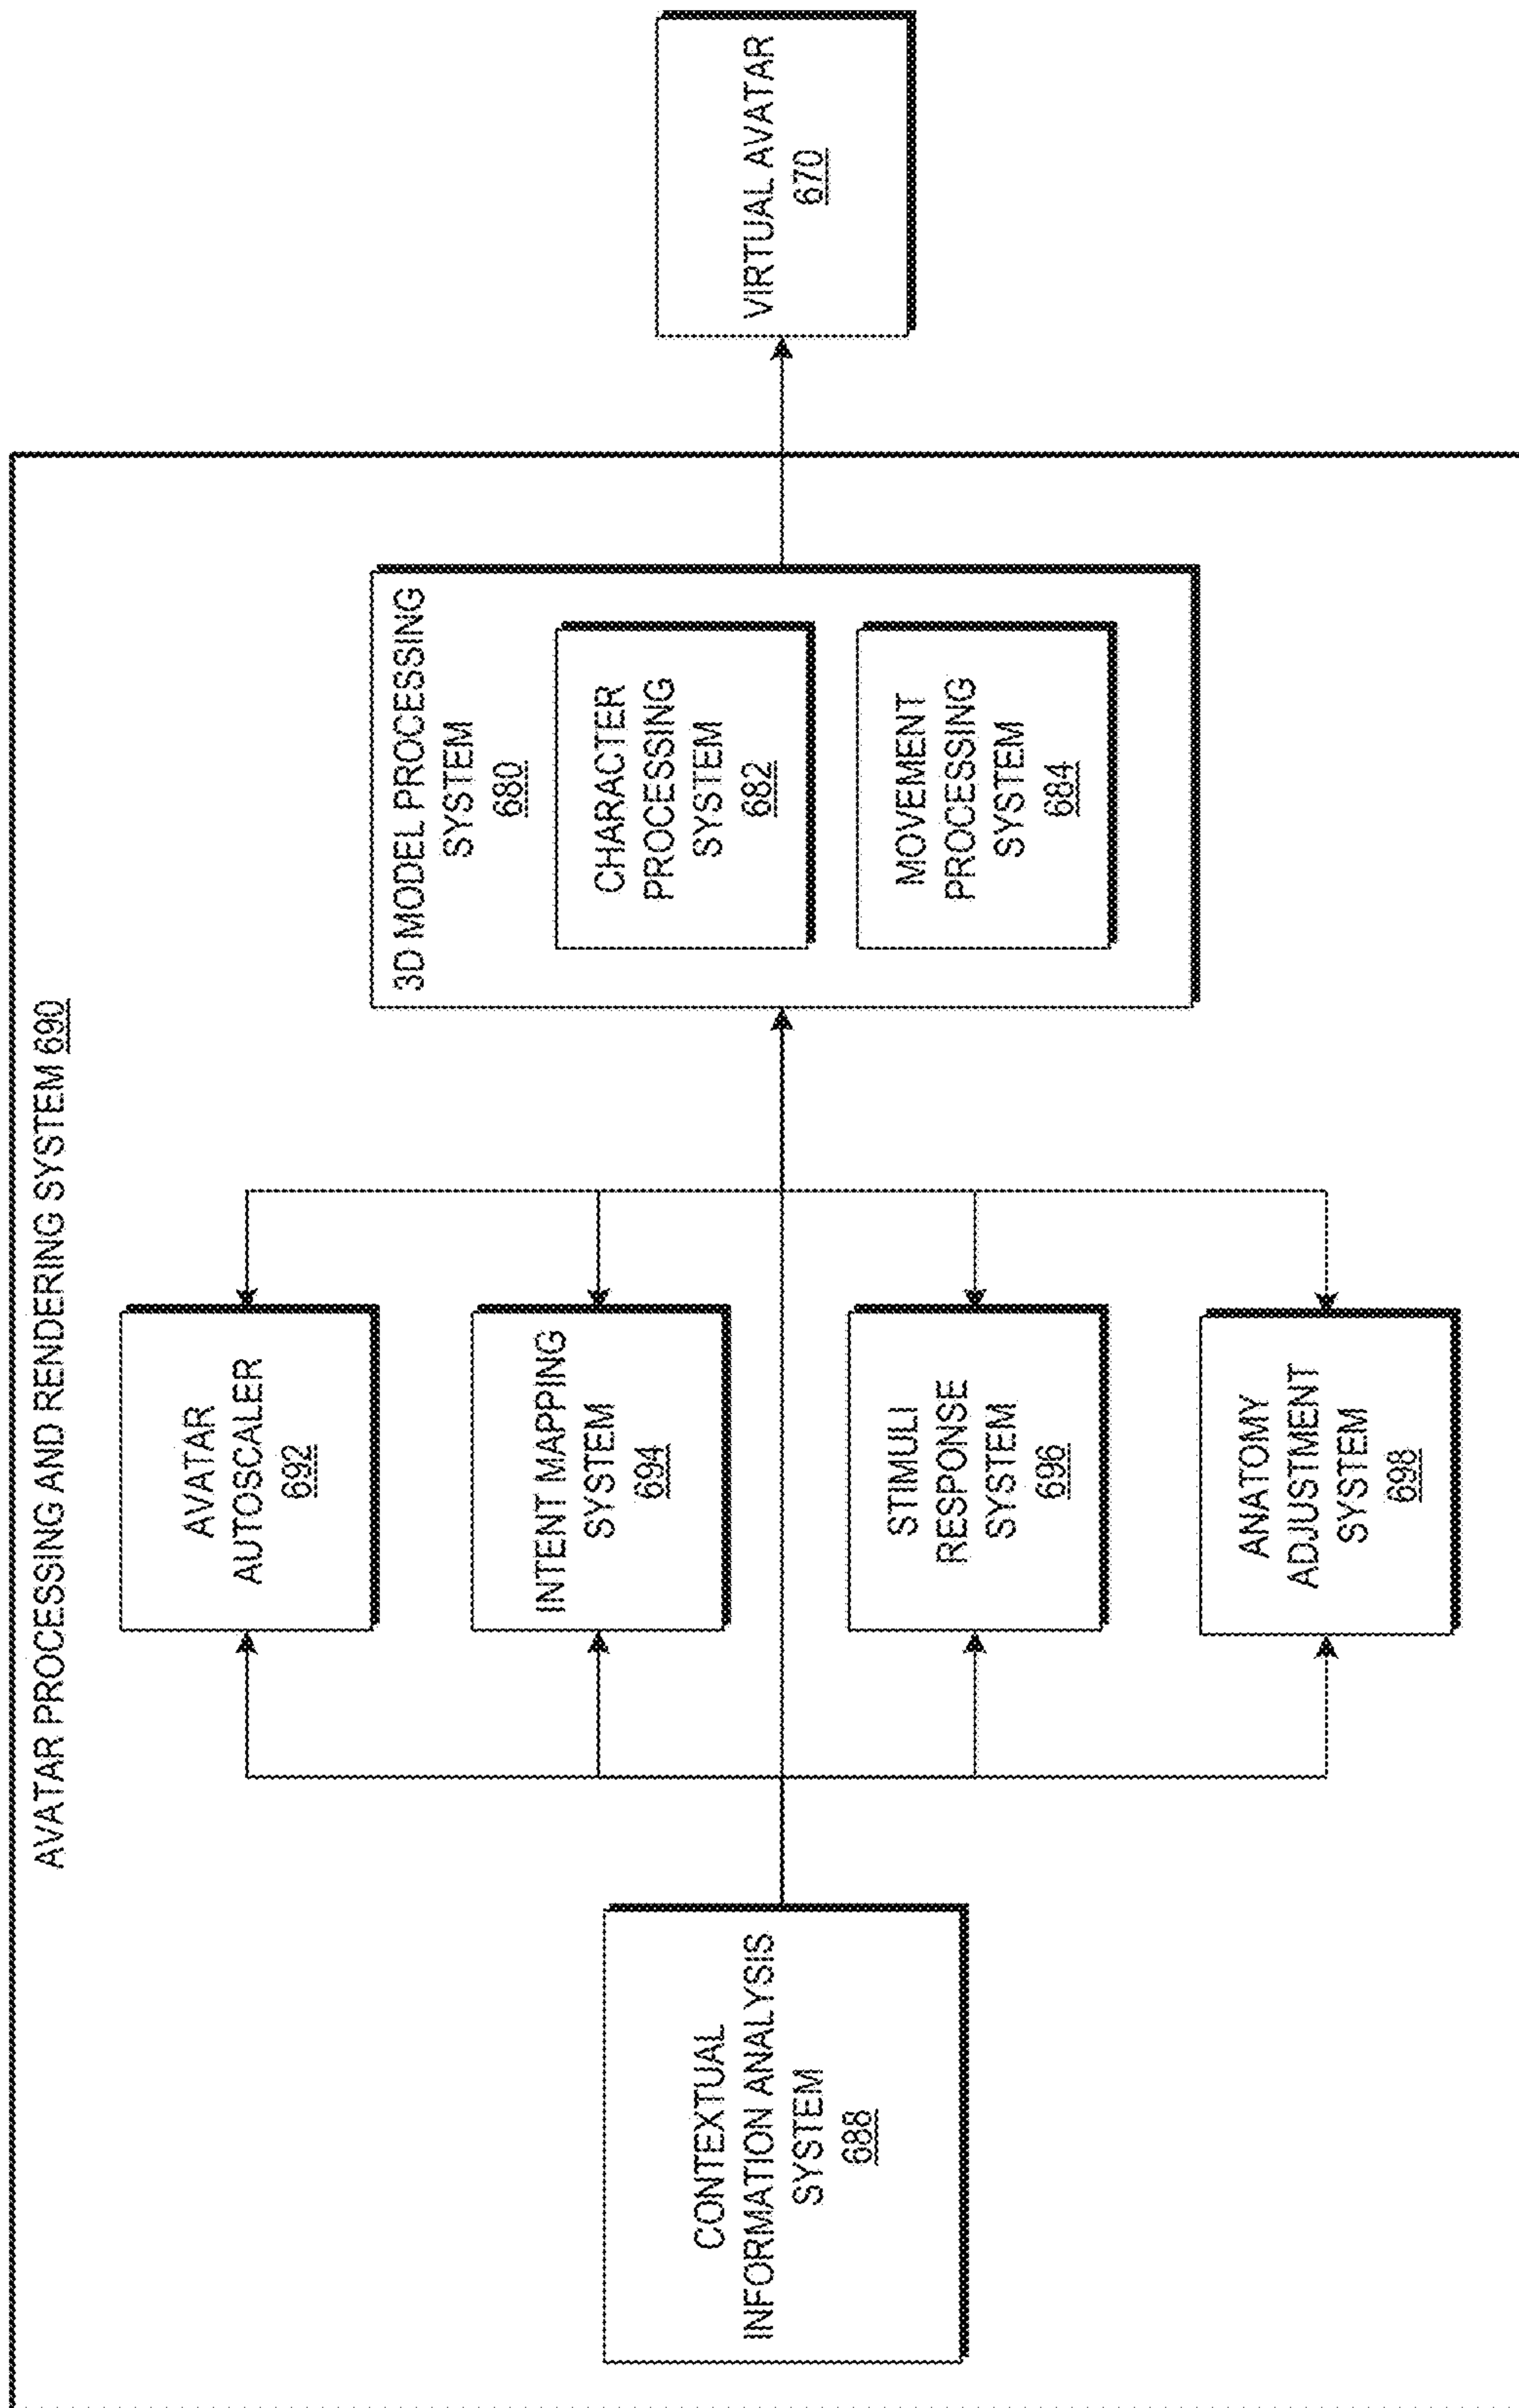 AVATAR PROCESSING AND RENDERING SYSTEM 690
CONTEXTUAL
INFORMATION ANALYSIS
SYSTEM
688
AVATAR
AUTOSCALER
692
INTENT MAPPING
SYSTEM
694
STIMULI
RESPONSE
SYSTEM
696
ANATOMY
ADJUSTMENT
SYSTEM
698
3D MODEL PROCESSING
SYSTEM
680
CHARACTER
PROCESSING
SYSTEM
682
MOVEMENT
PROCESSING
SYSTEM
684
VIRTUAL AVATAR
670